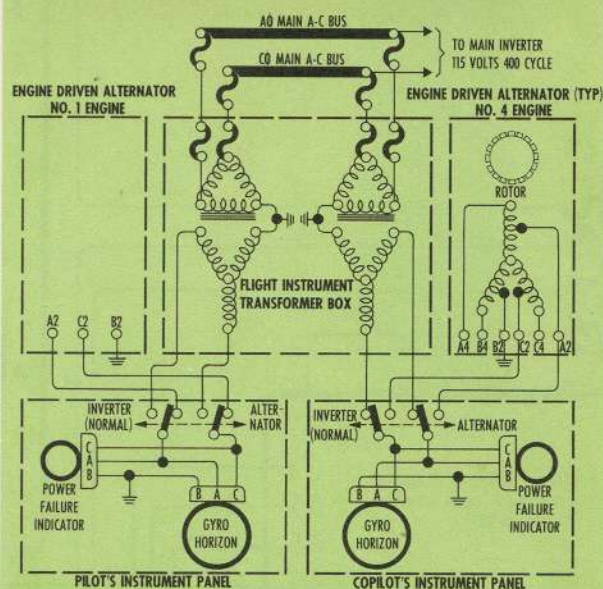 AØ MAIN A-C BUS
CØ MAIN A-C BUS
TO MAIN INVERTER
115 VOLTS 400 CYCLE
ENGINE DRIVEN ALTERNATOR
NO. 1 ENGINE
ENGINE DRIVEN ALTERNATOR (TYP)
NO. 4 ENGINE
ROTOR
FLIGHT INSTRUMENT
TRANSFORMER BOX
A2 C2 B2
A4 B4 B2 C2 C4 A2
INVERTER
(NORMAL)
ALTER-
NATOR
C
A
B
POWER
FAILURE
INDICATOR
B A C
GYRO
HORIZON
PILOT'S INSTRUMENT PANEL
INVERTER
(NORMAL)
ALTERNATOR
C
A
B
POWER
FAILURE
INDICATOR
B A C
GYRO
HORIZON
COPILOT'S INSTRUMENT PANEL